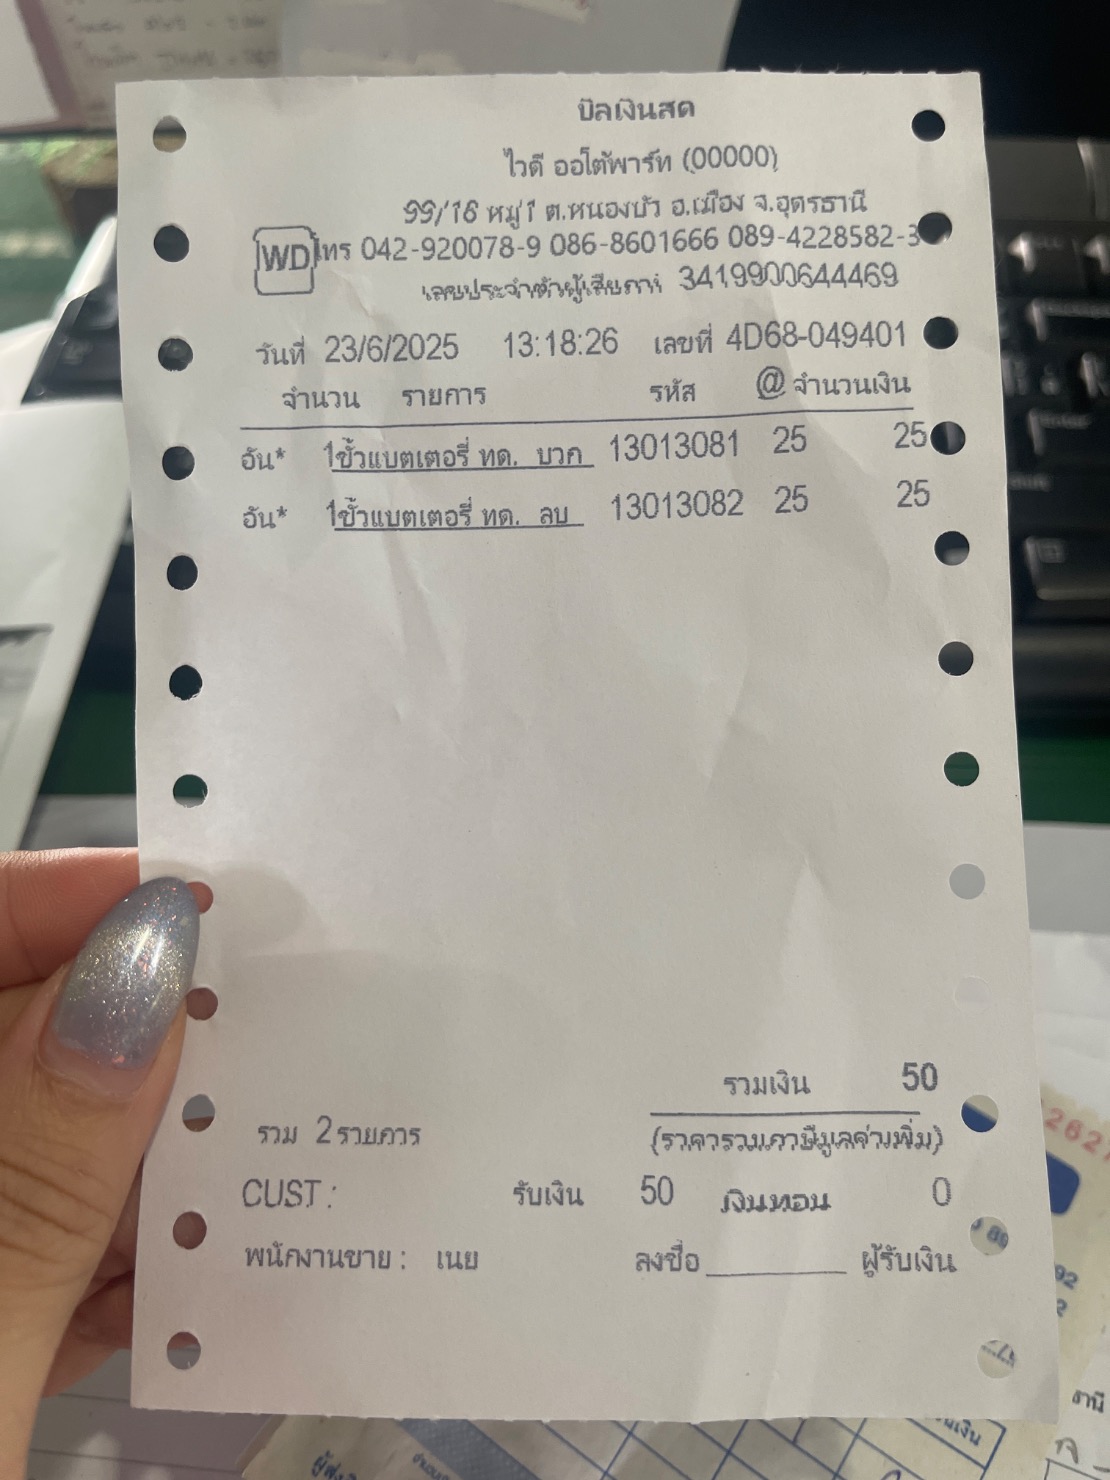 บิลเงินสด
ไวดี ออโต้พาร์ท (00000)
99/16 หมู่1 ต.หนองบัว อ.เมือง จ.อุดรธานี
WD โทร 042-920078-9 086-8601666 089-4228582-3
เลขประจำตัวผู้เสียภาษี 3419900644469
วันที่ 23/6/2025 13:18:26 เลขที่ 4D68-049401
จำนวน รายการ รหัส @ จำนวนเงิน
อัน* 1ขั้วแบตเตอรี่ ทด. บวก 13013081 25 25
อัน* 1ขั้วแบตเตอรี่ ทด. ลบ 13013082 25 25
รวมเงิน 50
รวม 2รายการ (ราคารวมภาษีมูลค่าเพิ่ม)
CUST : รับเงิน 50 เงินทอน 0
พนักงานขาย : เนย ลงชื่อ ผู้รับเงิน